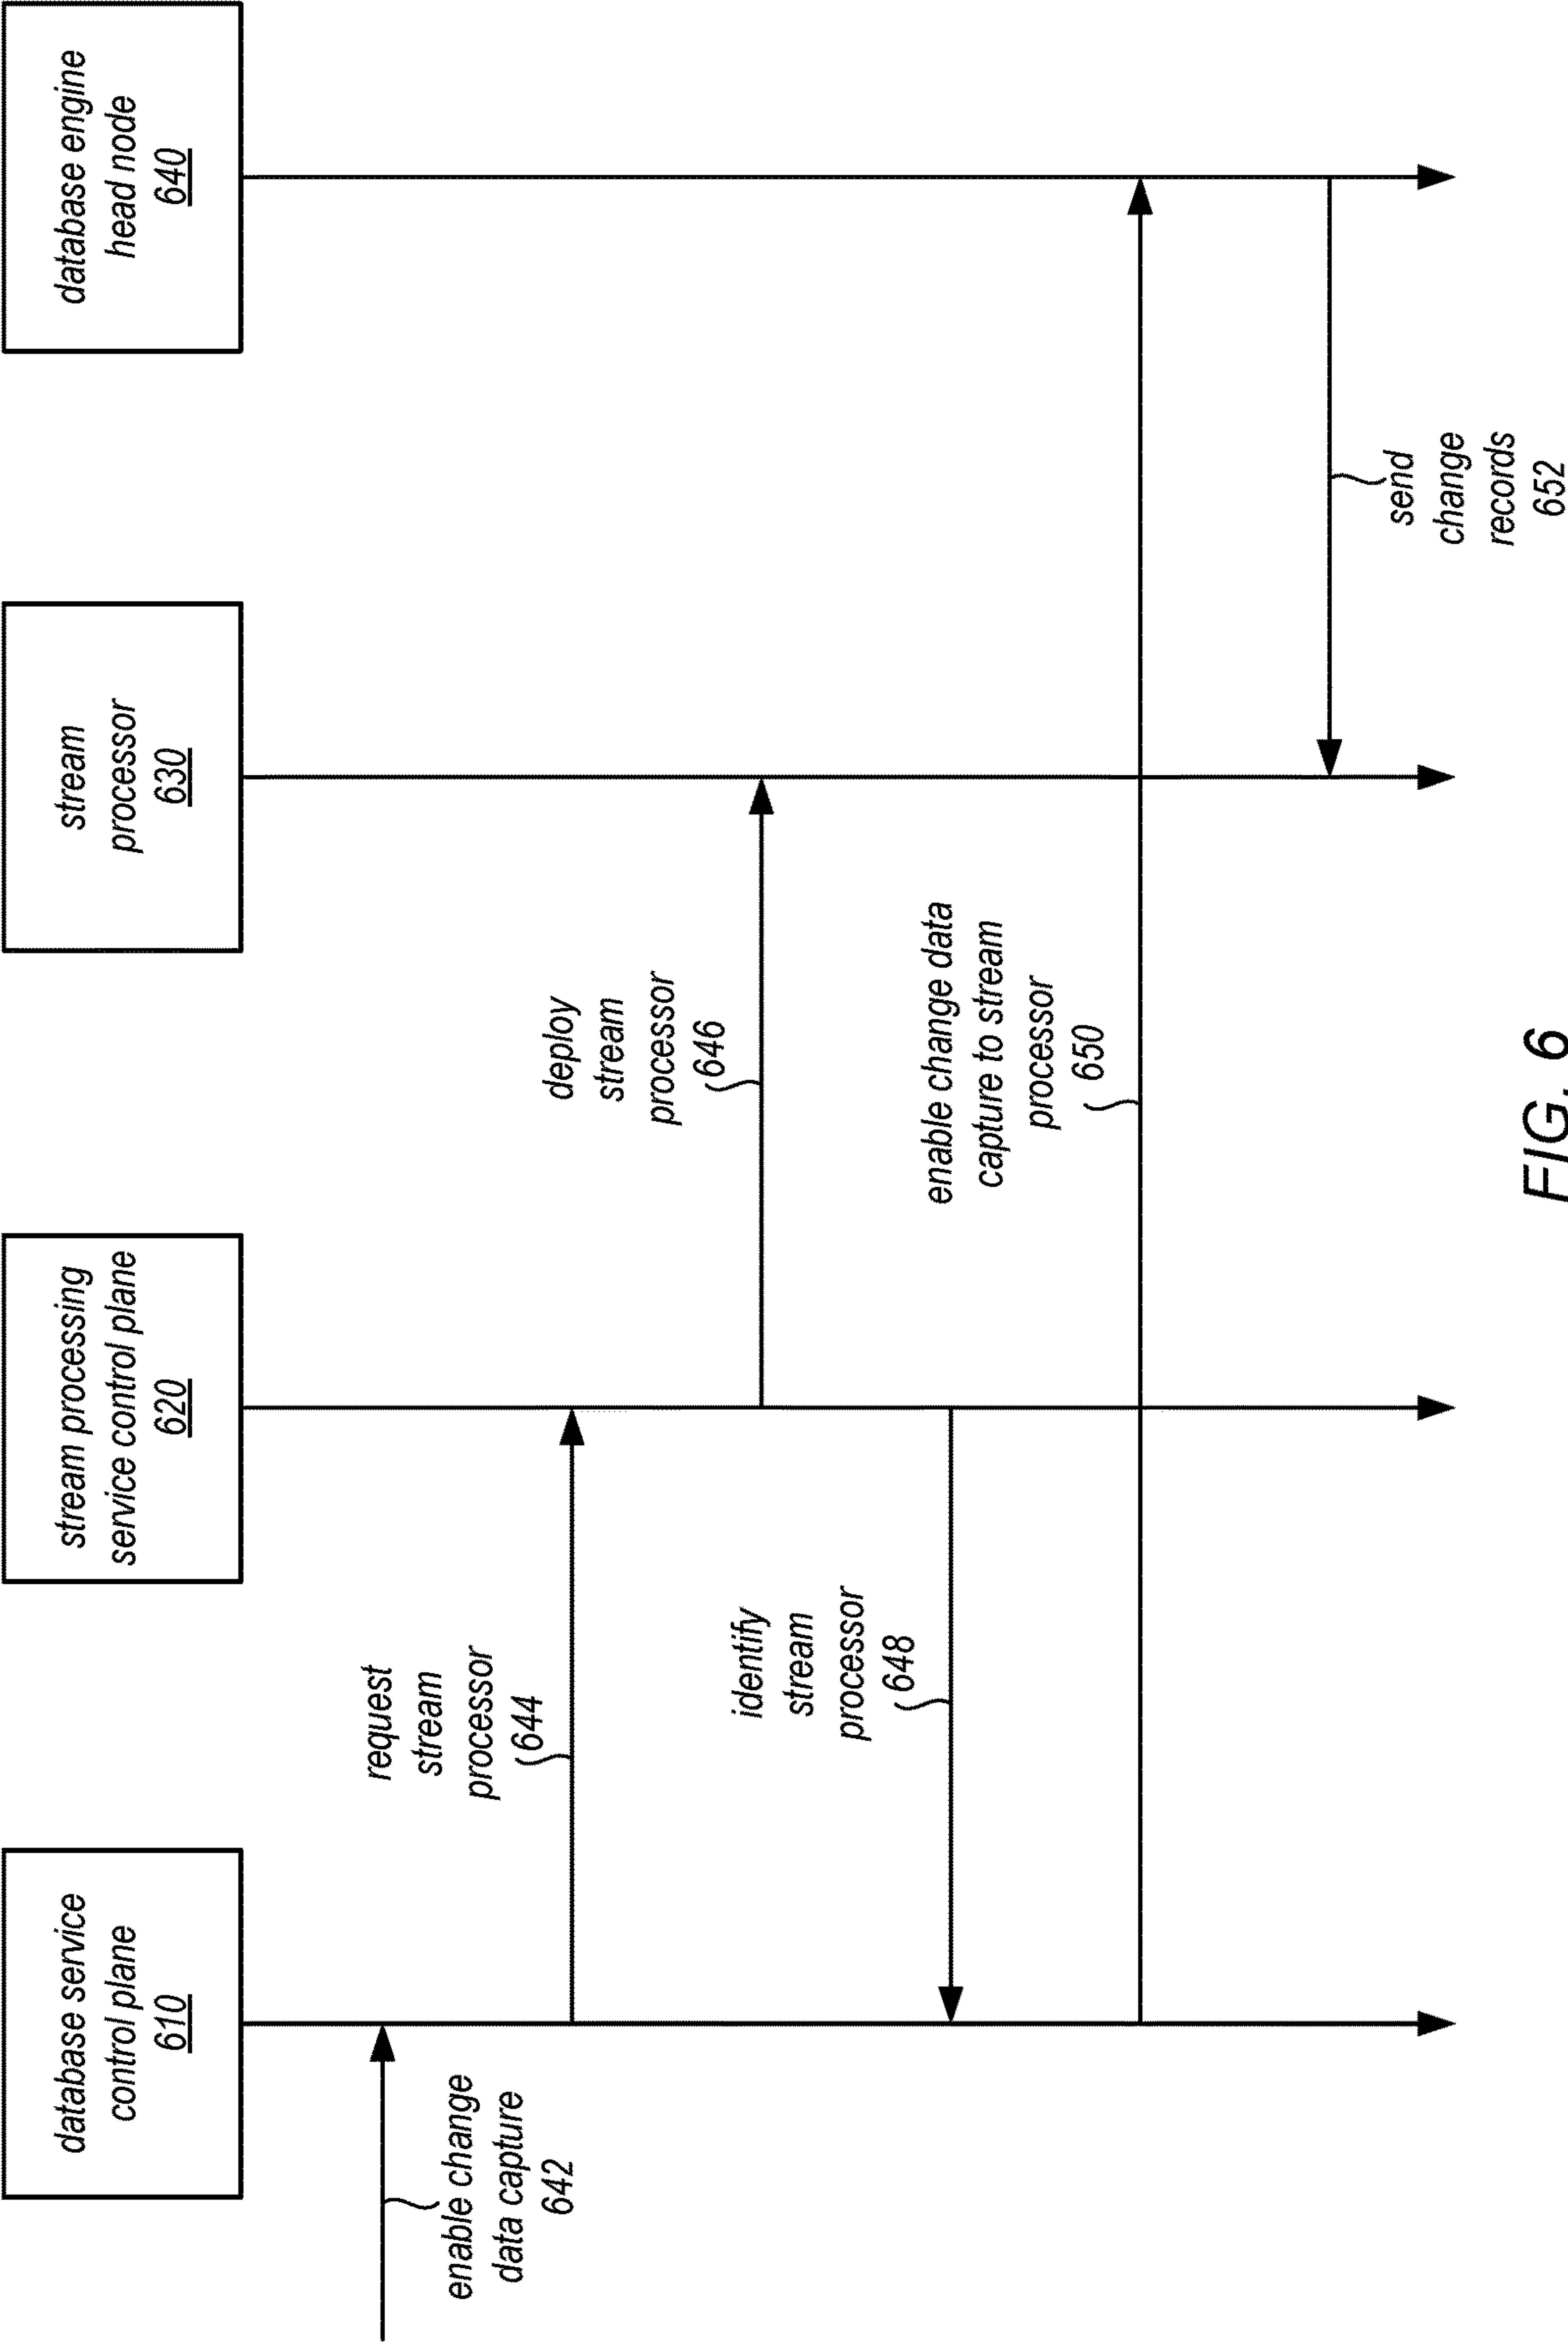 database service
control plane
610
stream processing
service control plane
620
stream
processor
630
database engine
head node
640
enable change
data capture
642
request
stream
processor
644
deploy
stream
processor
646
identify
stream
processor
648
enable change data
capture to stream
processor
650
send
change
records
652
FIG. 6